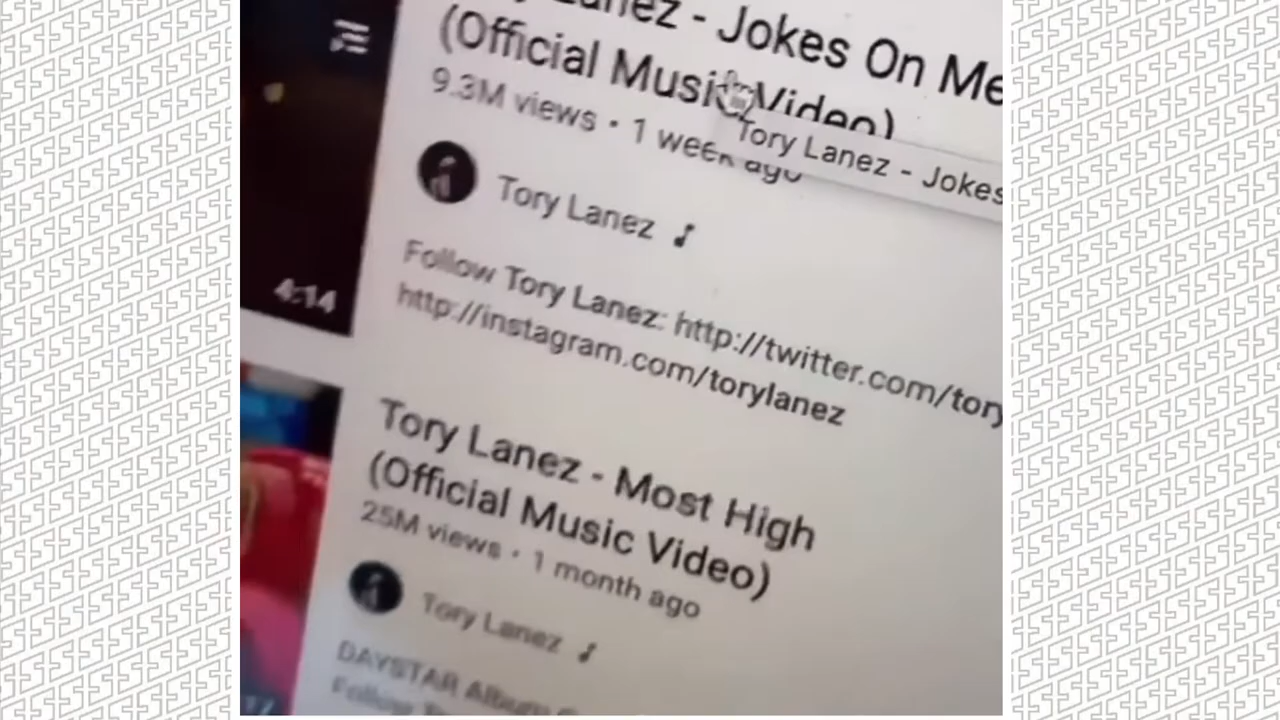 Lanez - Jokes On Me
(Official Music Video)
9.3M views • 1 week ago
Tory Lanez - Jokes
Tory Lanez
Follow Tory Lanez: http://twitter.com/tory
http://instagram.com/torylanez
4:14
Tory Lanez - Most High
(Official Music Video)
25M views • 1 month ago
Tory Lanez
DAYSTAR Album
Follow